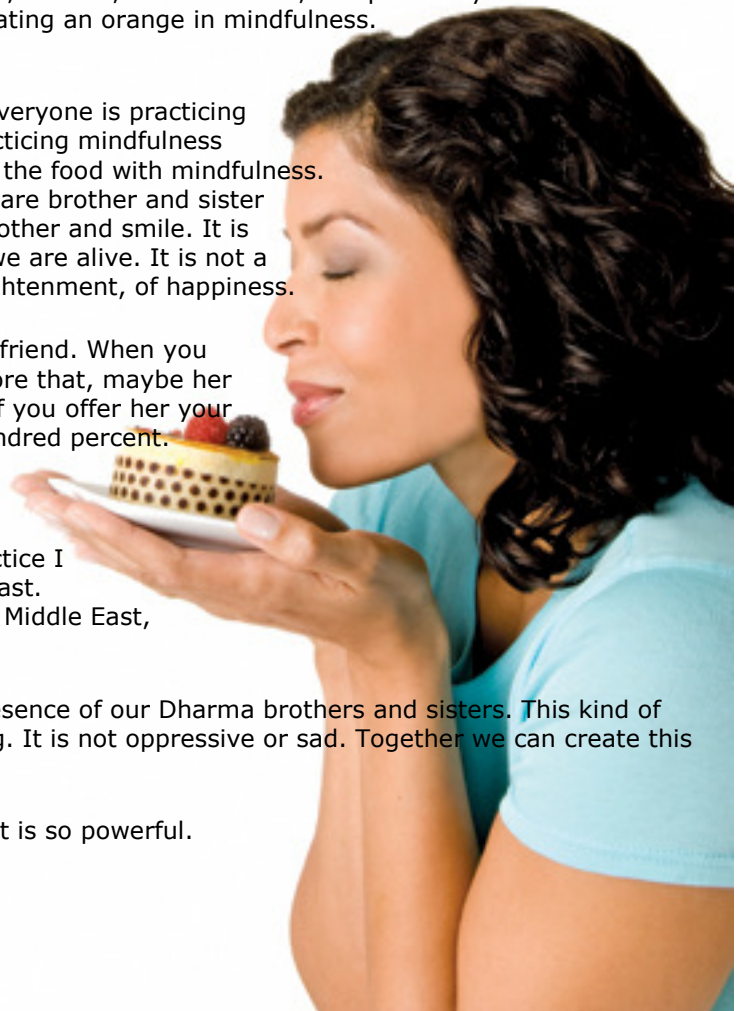 ating an orange in mindfulness.
veryone is practicing
cticing mindfulness
the food with mindfulness.
are brother and sister
other and smile. It is
we are alive. It is not a
ghtenment, of happiness.
friend. When you
ore that, maybe her
f you offer her your
ndred percent.
ctice I
ast.
Middle East,
esence of our Dharma brothers and sisters. This kind of
g. It is not oppressive or sad. Together we can create this
t is so powerful.